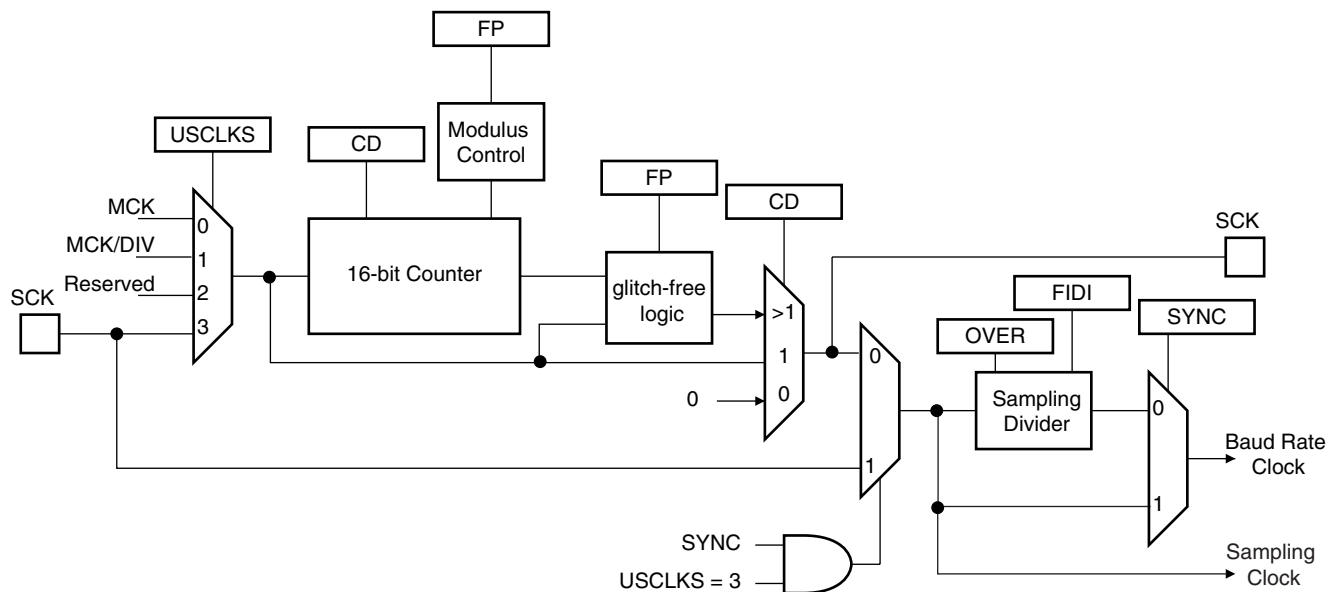 FP
USCLKS
CD
Modulus
Control
FP
CD
MCK
0
MCK/DIV
1
Reserved
2
SCK
3
16-bit Counter
glitch-free
logic
>1
1
0
0
SCK
FIDI
OVER
SYNC
0
1
Sampling
Divider
0
1
Baud Rate
Clock
SYNC
USCLKS = 3
Sampling
Clock